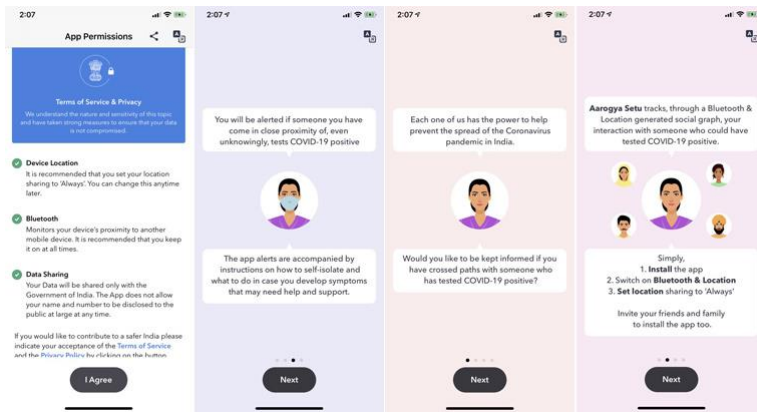 2:07
App Permissions
Terms of Service & Privacy
We understand the nature and sensitivity of this topic
and have taken strong measures to ensure that your data
is not compromised.
Device Location
It is recommended that you set your location
sharing to 'Always'. You can change this anytime
later.
Bluetooth
Monitors your device's proximity to another
mobile device. It is recommended that you keep
it on at all times.
Data Sharing
Your Data will be shared only with the
Government of India. The App does not allow
your name and number to be disclosed to the
public at large at any time.
If you would like to contribute to a safer India please
indicate your acceptance of the Terms of Service
and the Privacy Policy by clicking on the button
I Agree
2:07
You will be alerted if someone you have
come in close proximity of, even
unknowingly, tests COVID-19 positive
The app alerts are accompanied by
instructions on how to self-isolate and
what to do in case you develop symptoms
that may need help and support.
Next
2:07
Each one of us has the power to help
prevent the spread of the Coronavirus
pandemic in India.
Would you like to be kept informed if you
have crossed paths with someone who
has tested COVID-19 positive?
Next
2:07
Aarogya Setu tracks, through a Bluetooth &
Location generated social graph, your
interaction with someone who could have
tested COVID-19 positive.
Simply,
1. Install the app
2. Switch on Bluetooth & Location
3. Set location sharing to 'Always'
Invite your friends and family
to install the app too.
Next